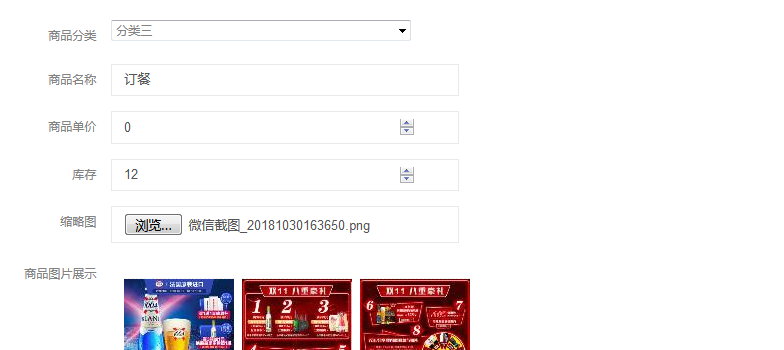 商品分类 分类三
商品名称 订餐
商品单价 0
库存 12
缩略图 浏览... 微信截图_20181030163650.png
商品图片展示
1664
双11 八重豪礼
1 2 3
双11 八重豪礼
6 7
8